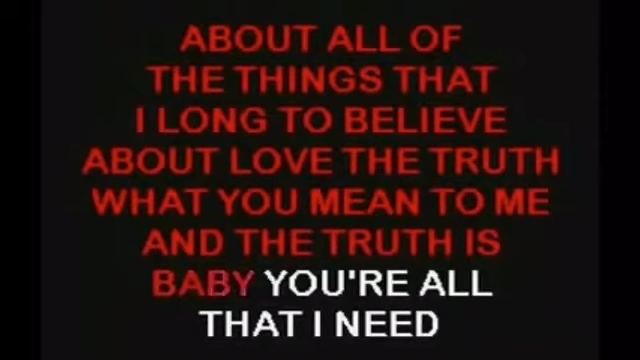 ABOUT ALL OF
THE THINGS THAT
I LONG TO BELIEVE
ABOUT LOVE THE TRUTH
WHAT YOU MEAN TO ME
AND THE TRUTH IS
BABY YOU'RE ALL
THAT I NEED